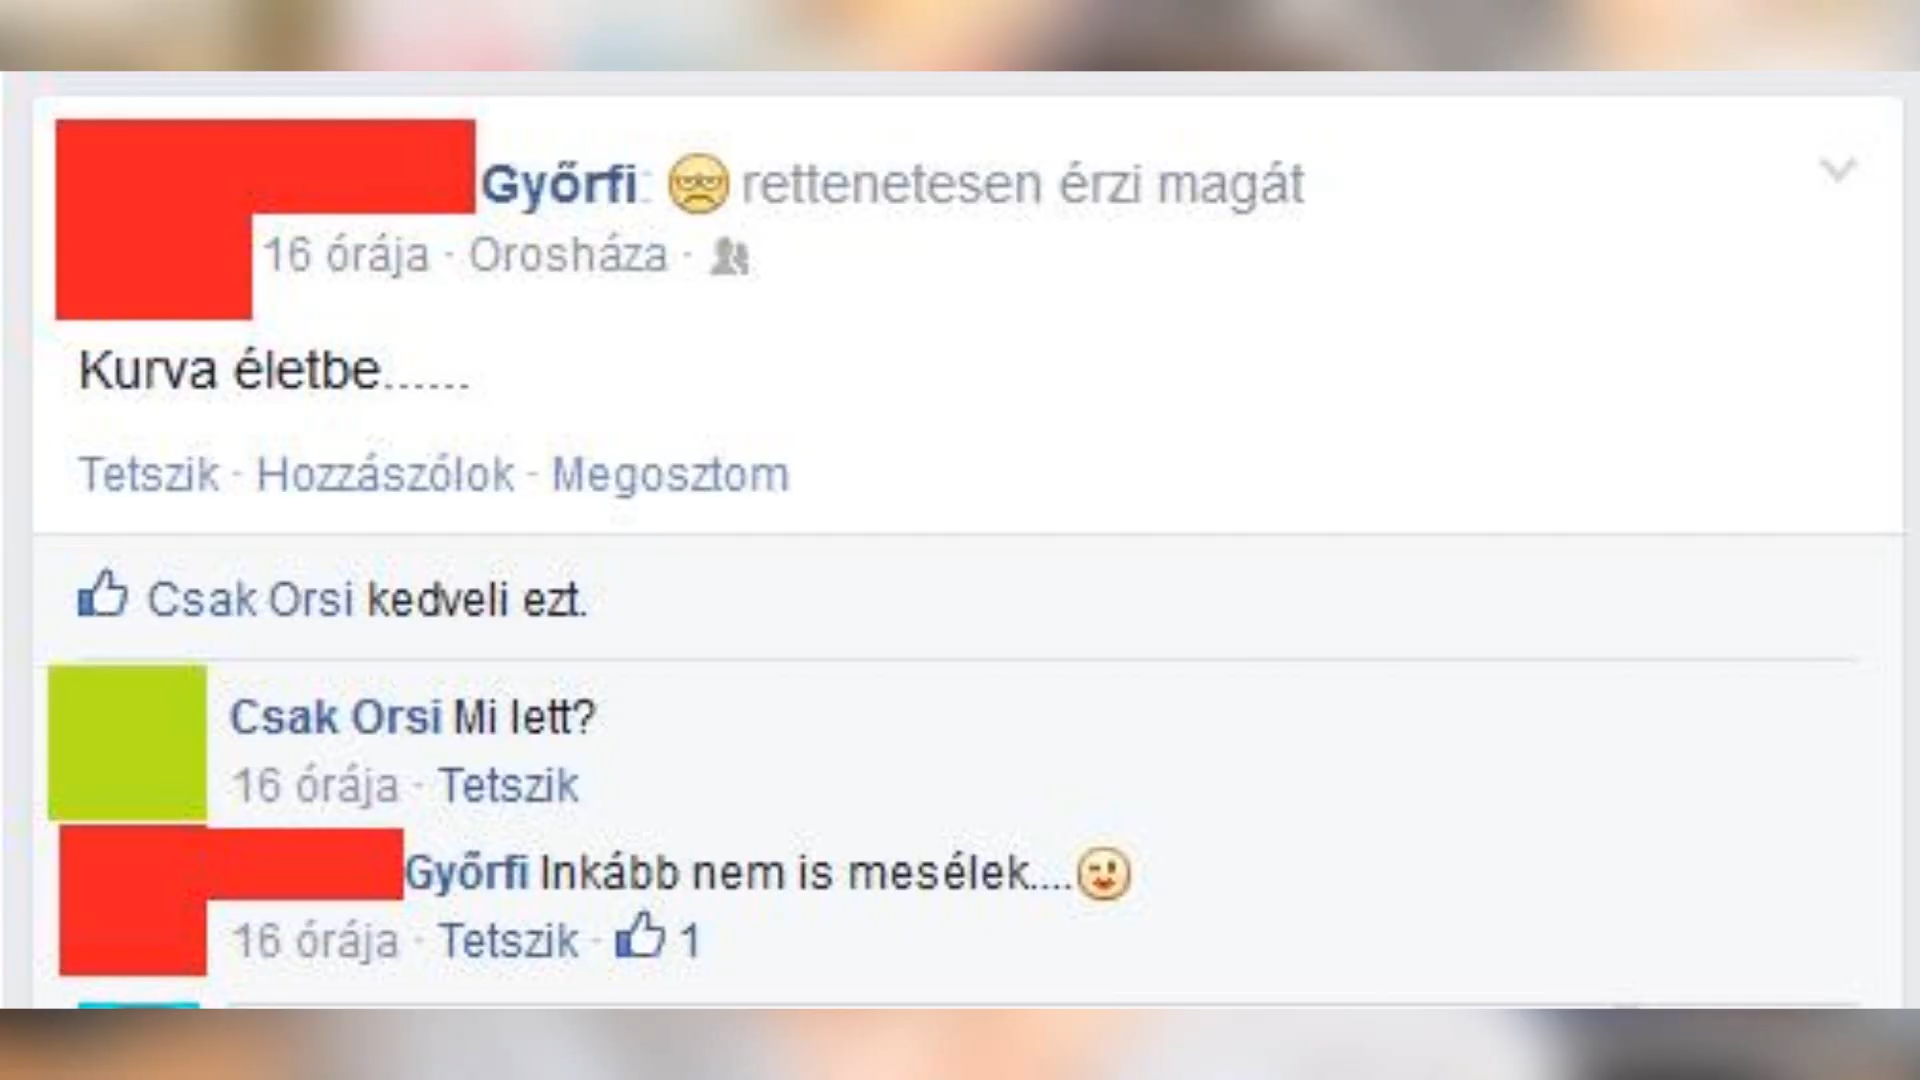 Győrfi rettenetesen érzi magát
16 órája · Orosháza ·
Kurva életbe......
Tetszik · Hozzászólok · Megosztom
Csak Orsi kedveli ezt.
Csak Orsi Mi lett?
16 órája · Tetszik
Győrfi Inkább nem is mesélek....
16 órája · Tetszik · 1